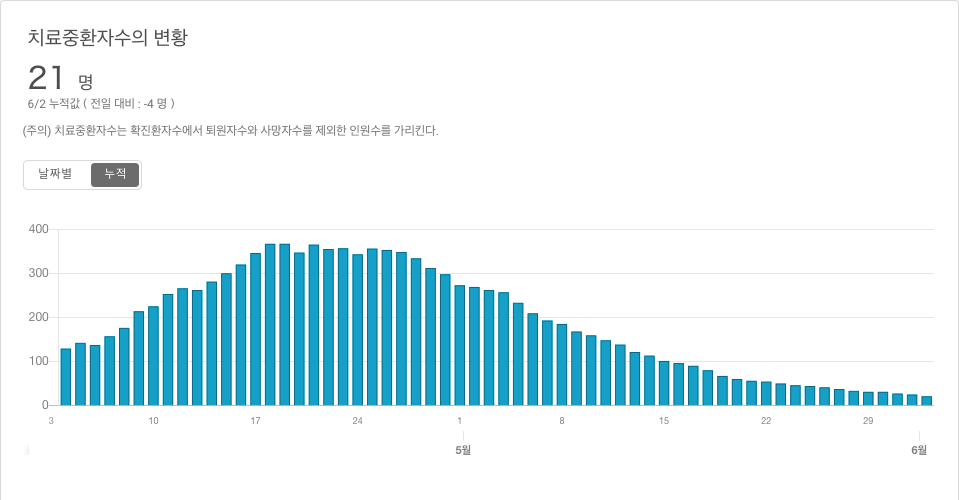 치료중환자수의 변황
21 명
6/2 누적값 ( 전일 대비 : -4 명 )
(주의) 치료중환자수는 확진환자수에서 퇴원자수와 사망자수를 제외한 인원수를 가리킨다.
날짜별 누적
400
300
200
100
0
3 10 17 24 1 8 15 22 29
5월 6월